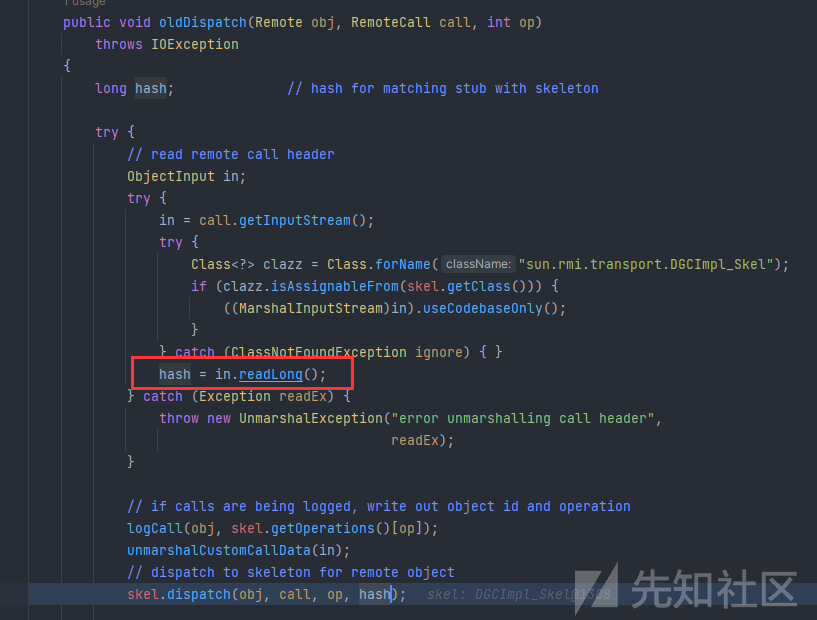 1 usage
public void oldDispatch(Remote obj, RemoteCall call, int op)
throws IOException
{
long hash; // hash for matching stub with skeleton
try {
// read remote call header
ObjectInput in;
try {
in = call.getInputStream();
try {
Class<?> clazz = Class.forName( className: "sun.rmi.transport.DGCImpl_Skel");
if (clazz.isAssignableFrom(skel.getClass())) {
((MarshalInputStream)in).useCodebaseOnly();
}
} catch (ClassNotFoundException ignore) { }
hash = in.readLong();
} catch (Exception readEx) {
throw new UnmarshalException("error unmarshalling call header",
readEx);
}
// if calls are being logged, write out object id and operation
logCall(obj, skel.getOperations()[op]);
unmarshalCustomCallData(in);
// dispatch to skeleton for remote object
skel.dispatch(obj, call, op, hash); skel: DGCImpl_Skel@1308
先知社区